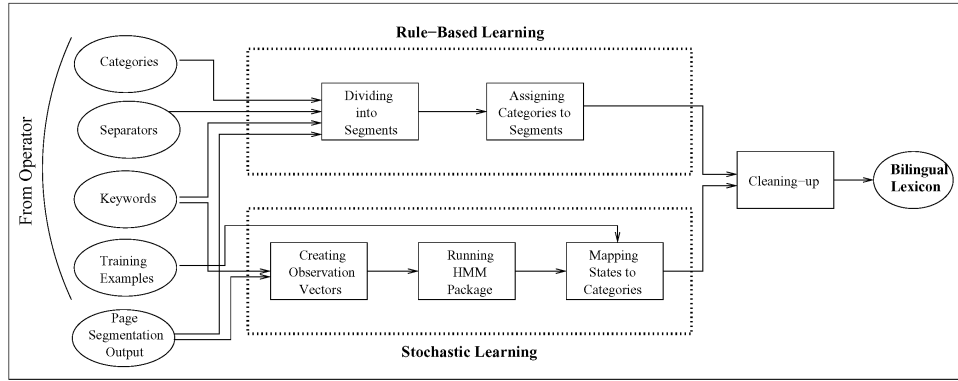 Rule−Based Learning
From Operator
Categories
Separators
Keywords
Training
Examples
Page
Segmentation
Output
Dividing
into
Segments
Assigning
Categories to
Segments
Creating
Observation
Vectors
Running
HMM
Package
Mapping
States to
Categories
Cleaning−up
Bilingual
Lexicon
Stochastic Learning